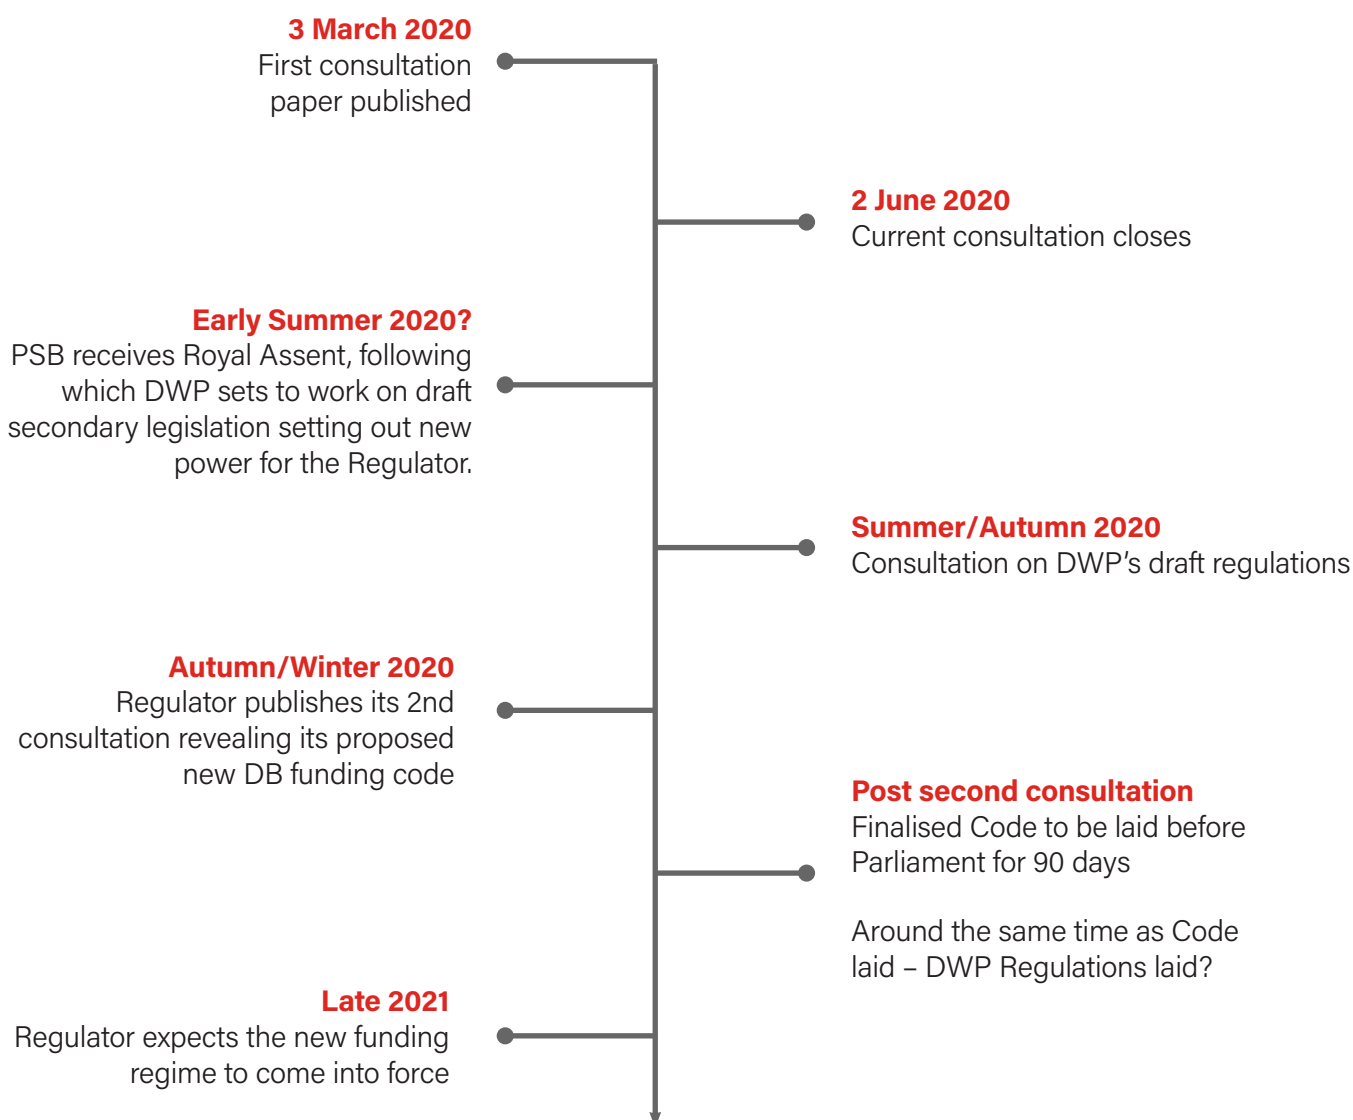 3 March 2020
First consultation
paper published
2 June 2020
Current consultation closes
Early Summer 2020?
PSB receives Royal Assent, following
which DWP sets to work on draft
secondary legislation setting out new
power for the Regulator.
Summer/Autumn 2020
Consultation on DWP’s draft regulations
Autumn/Winter 2020
Regulator publishes its 2nd
consultation revealing its proposed
new DB funding code
Post second consultation
Finalised Code to be laid before
Parliament for 90 days
Around the same time as Code
laid – DWP Regulations laid?
Late 2021
Regulator expects the new funding
regime to come into force